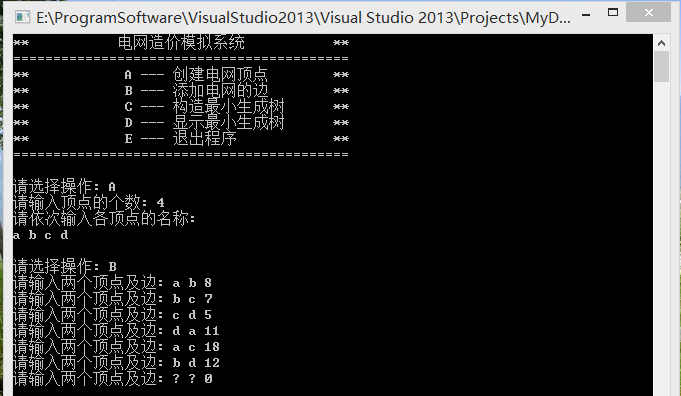 E:\ProgramSoftware\VisualStudio2013\Visual Studio 2013\Projects\MyD...
** 电网造价模拟系统 **
==========================================
** A --- 创建电网顶点 **
** B --- 添加电网的边 **
** C --- 构造最小生成树 **
** D --- 显示最小生成树 **
** E --- 退出程序 **
==========================================
请选择操作: A
请输入顶点的个数: 4
请依次输入各顶点的名称:
a b c d
请选择操作: B
请输入两个顶点及边: a b 8
请输入两个顶点及边: b c 7
请输入两个顶点及边: c d 5
请输入两个顶点及边: d a 11
请输入两个顶点及边: a c 18
请输入两个顶点及边: b d 12
请输入两个顶点及边: ? ? 0